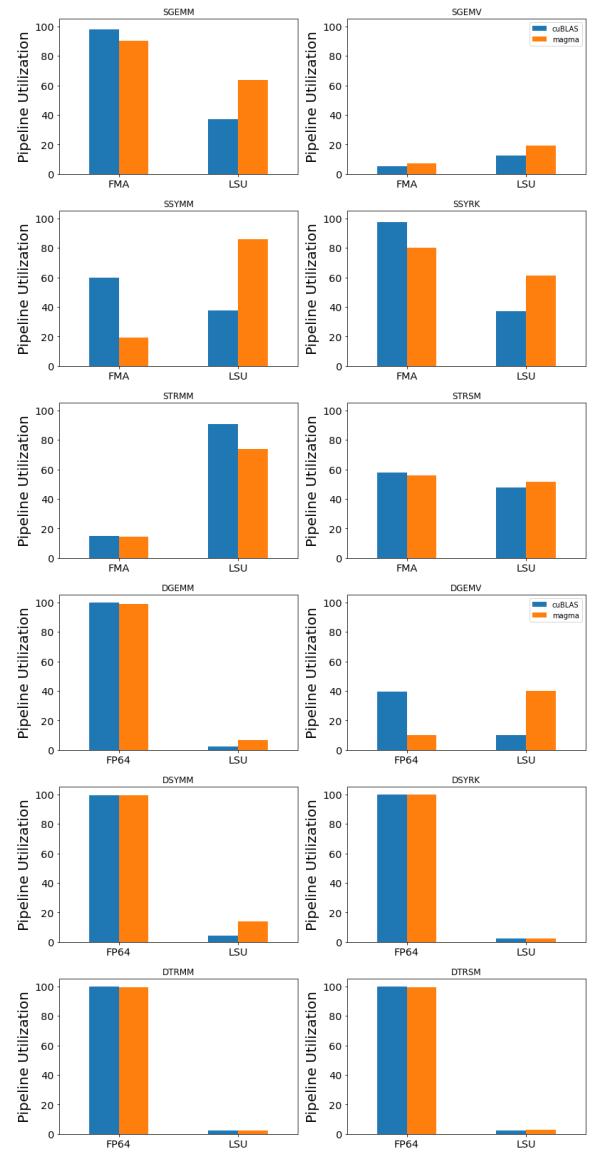 SGEMM
Pipeline Utilization
100
80
60
40
20
0
FMA LSU
SGEMV
Pipeline Utilization
100
80
60
40
20
0
FMA LSU
cuBLAS
magma
SSYMM
Pipeline Utilization
100
80
60
40
20
0
FMA LSU
SSYRK
Pipeline Utilization
100
80
60
40
20
0
FMA LSU
STRMM
Pipeline Utilization
100
80
60
40
20
0
FMA LSU
STRSM
Pipeline Utilization
100
80
60
40
20
0
FMA LSU
DGEMM
Pipeline Utilization
100
80
60
40
20
0
FP64 LSU
DGEMV
Pipeline Utilization
100
80
60
40
20
0
FP64 LSU
cuBLAS
magma
DSYMM
Pipeline Utilization
100
80
60
40
20
0
FP64 LSU
DSYRK
Pipeline Utilization
100
80
60
40
20
0
FP64 LSU
DTRMM
Pipeline Utilization
100
80
60
40
20
0
FP64 LSU
DTRSM
Pipeline Utilization
100
80
60
40
20
0
FP64 LSU